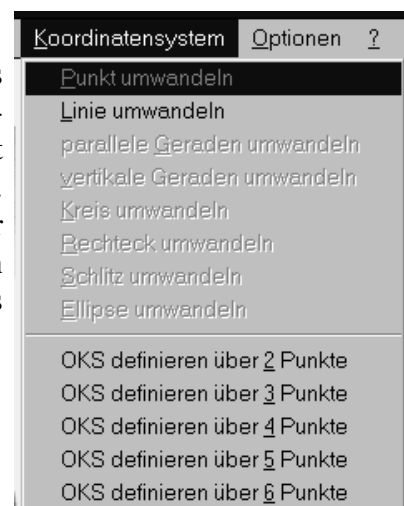 Koordinatensystem Optionen ?
Punkt umwandeln
Linie umwandeln
parallele Geraden umwandeln
vertikale Geraden umwandeln
Kreis umwandeln
Rechteck umwandeln
Schlitz umwandeln
Ellipse umwandeln
OKS definieren über 2 Punkte
OKS definieren über 3 Punkte
OKS definieren über 4 Punkte
OKS definieren über 5 Punkte
OKS definieren über 6 Punkte